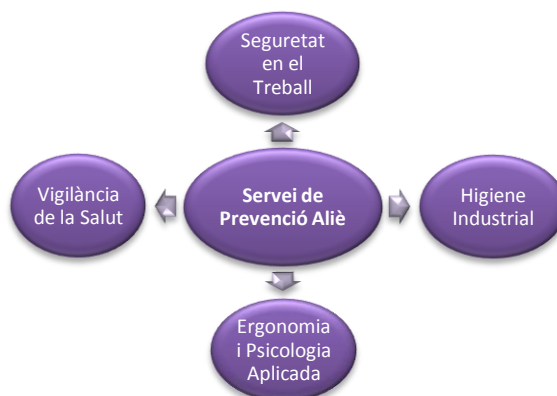 Seguretat
en el
Treball
Vigilància
de la Salut
Servei de
Prevenció Aliè
Higiene
Industrial
Ergonomia
i Psicologia
Aplicada